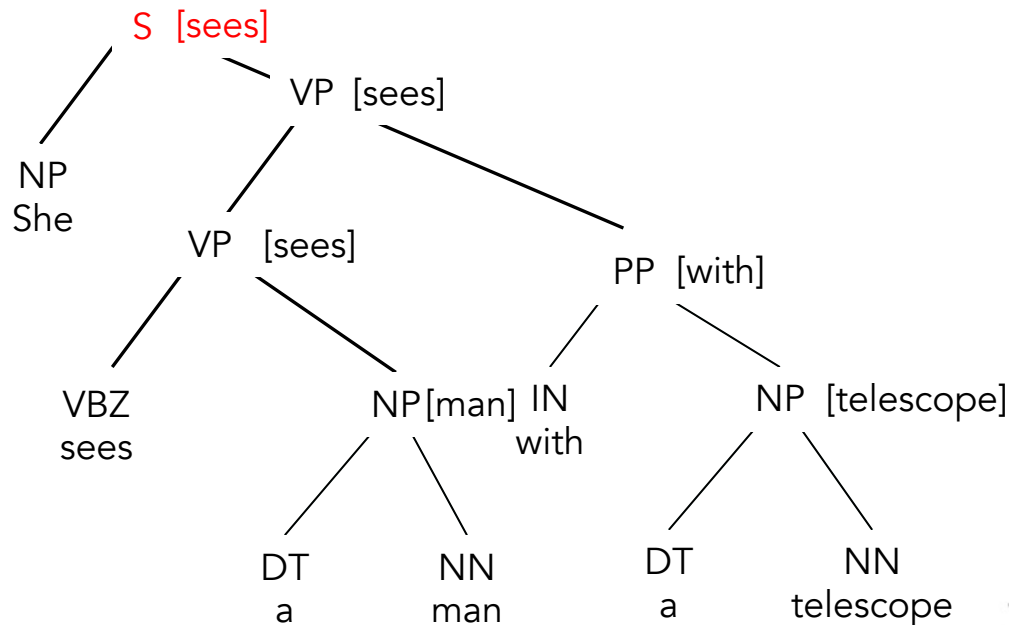 S [sees]
VP [sees]
NP
She
VP [sees]
PP [with]
VBZ
sees
NP [man]
IN
with
NP [telescope]
DT
a
NN
man
DT
a
NN
telescope